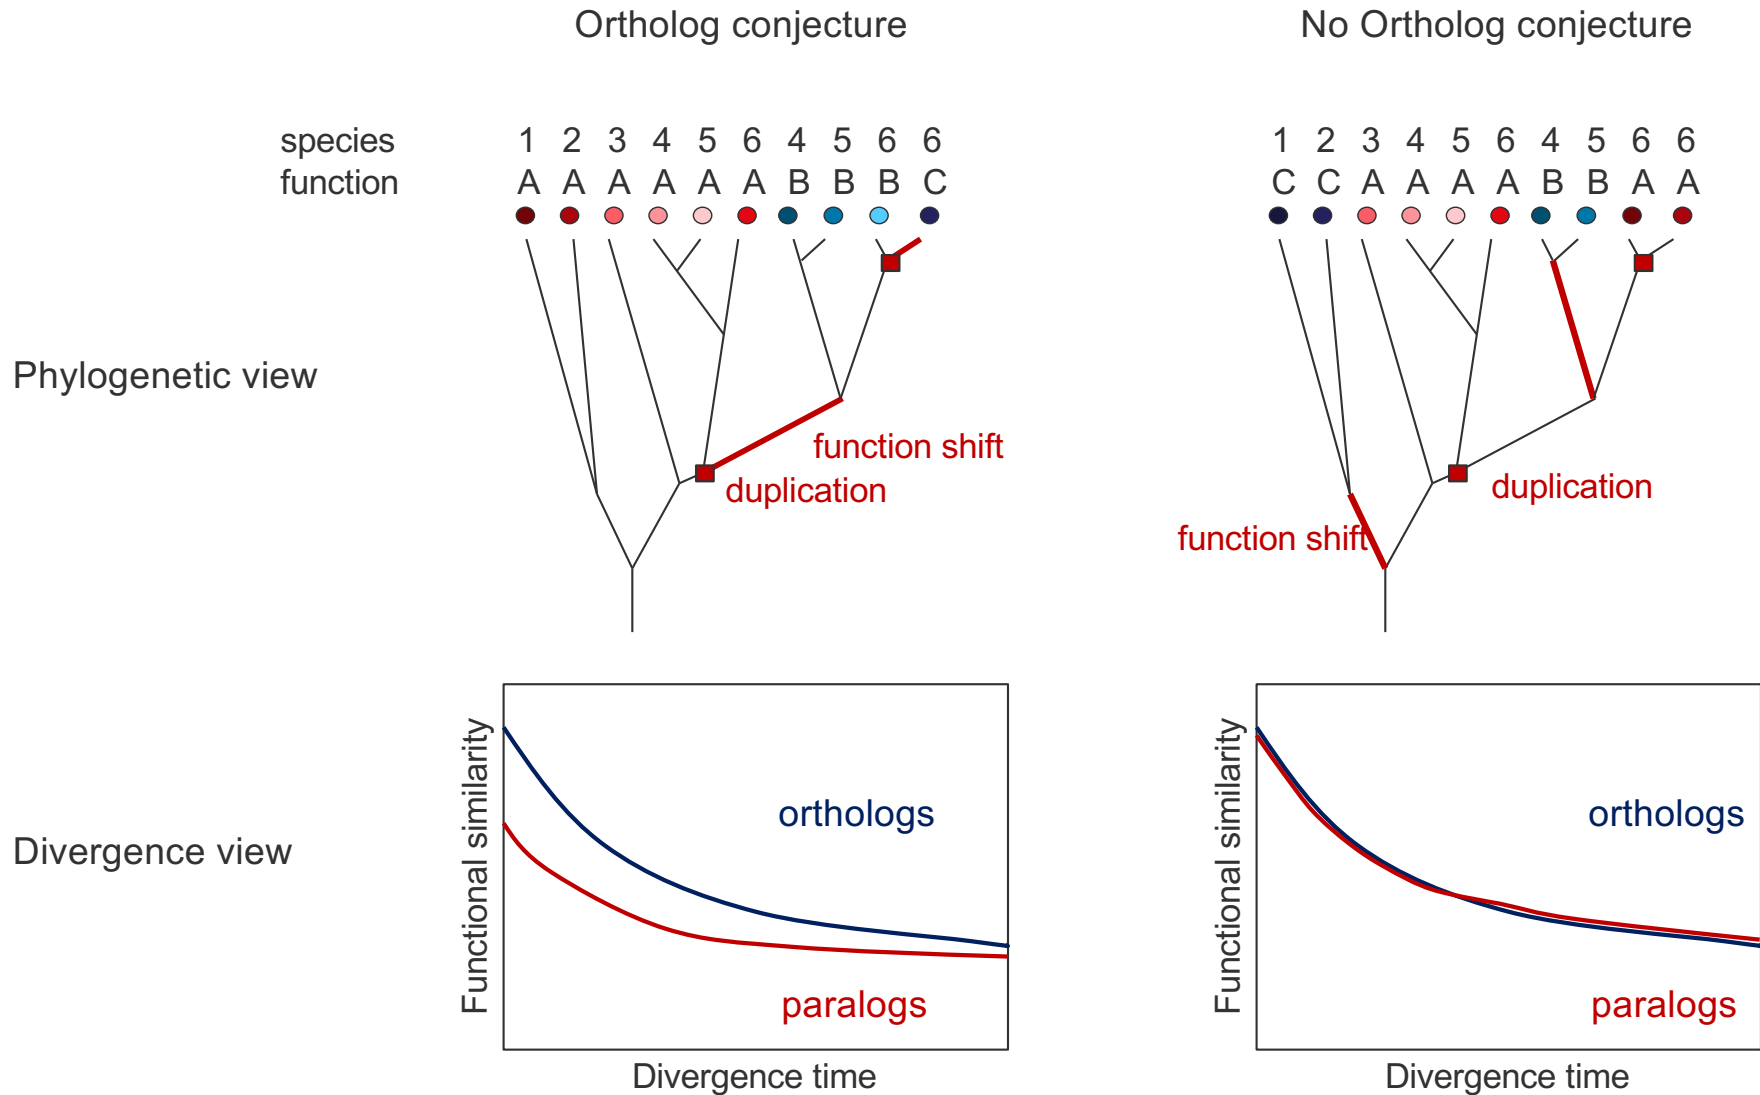 Ortholog conjecture
No Ortholog conjecture
species 1 2 3 4 5 6 4 5 6 6
function A A A A A A B B B C
1 2 3 4 5 6 4 5 6 6
C C A A A A B B A A
Phylogenetic view
function shift
duplication
duplication
function shift
Divergence view
Functional similarity
orthologs
paralogs
Divergence time
Functional similarity
orthologs
paralogs
Divergence time